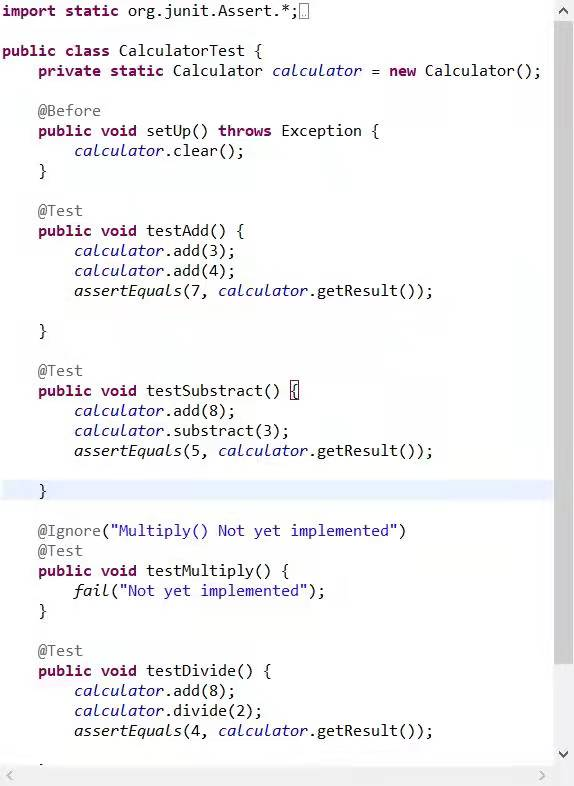 import static org.junit.Assert.*;
public class CalculatorTest {
    private static Calculator calculator = new Calculator();
    @Before
    public void setUp() throws Exception {
        calculator.clear();
    }
    @Test
    public void testAdd() {
        calculator.add(3);
        calculator.add(4);
        assertEquals(7, calculator.getResult());
    }
    @Test
    public void testSubstract() {
        calculator.add(8);
        calculator.substract(3);
        assertEquals(5, calculator.getResult());
    }
    @Ignore("Multiply() Not yet implemented")
    @Test
    public void testMultiply() {
        fail("Not yet implemented");
    }
    @Test
    public void testDivide() {
        calculator.add(8);
        calculator.divide(2);
        assertEquals(4, calculator.getResult());